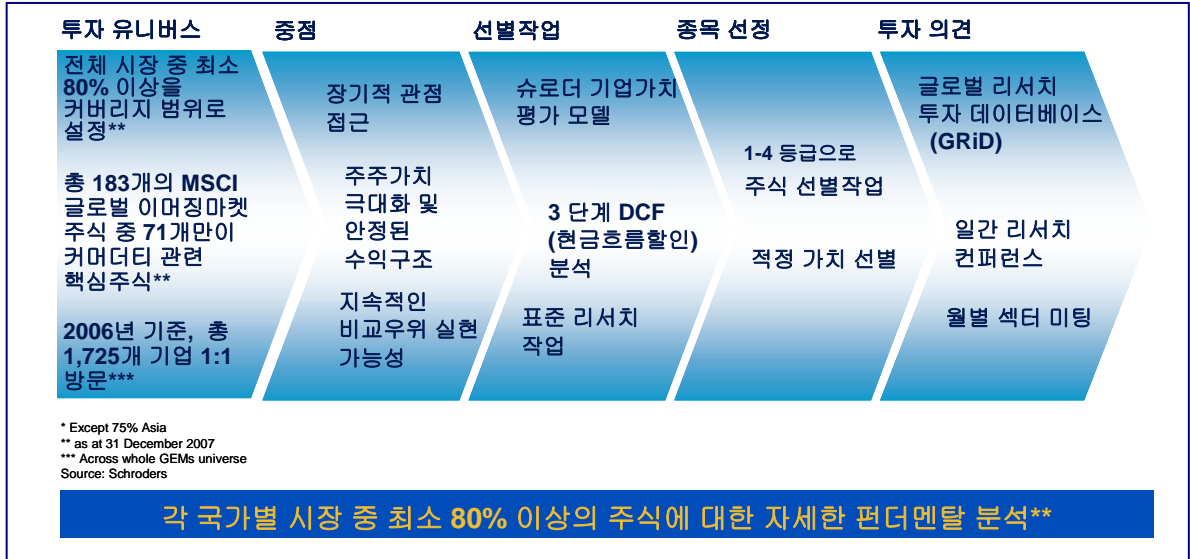 투자 유니버스
중점
선별작업
종목 선정
투자 의견
전체 시장 중 최소
80% 이상을
커버리지 범위로
설정**
총 183개의 MSCI
글로벌 이머징마켓
주식 중 71개만이
커머더티 관련
핵심주식**
2006년 기준, 총
1,725개 기업 1:1
방문***
장기적 관점
접근
주주가치
극대화 및
안정된
수익구조
지속적인
비교우위 실현
가능성
슈로더 기업가치
평가 모델
3 단계 DCF
(현금흐름할인)
분석
표준 리서치
작업
1-4 등급으로
주식 선별작업
적정 가치 선별
글로벌 리서치
투자 데이터베이스
(GRiD)
일간 리서치
컨퍼런스
월별 섹터 미팅
* Except 75% Asia
** as at 31 December 2007
*** Across whole GEMs universe
Source: Schroders
각 국가별 시장 중 최소 80% 이상의 주식에 대한 자세한 펀더멘탈 분석**